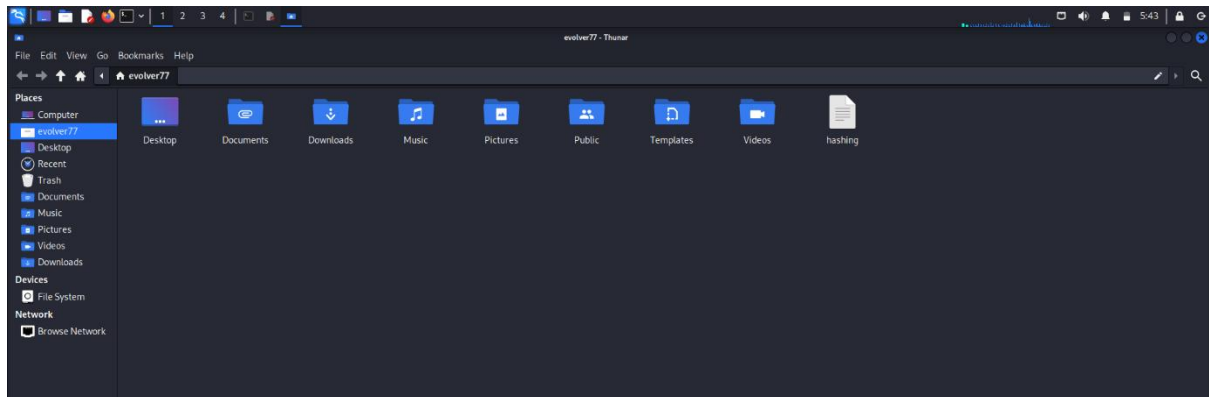 1 2 3 4 5:43
evolver77 - Thunar
File Edit View Go Bookmarks Help
evolver77
Places
Computer
evolver77
Desktop
Recent
Trash
Documents
Music
Pictures
Videos
Downloads
Devices
File System
Network
Browse Network
Desktop Documents Downloads Music Pictures Public Templates Videos hashing